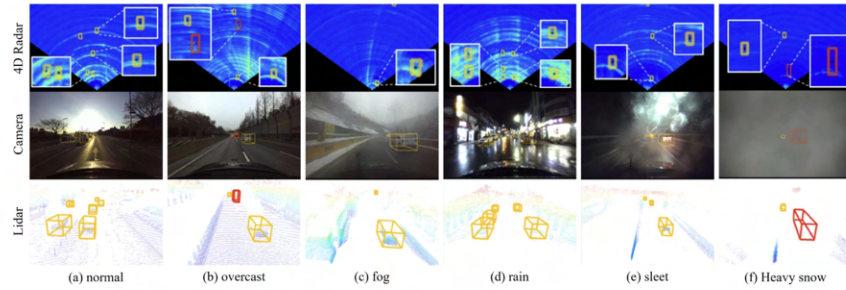 4D Radar
Camera
Lidar
(a) normal
(b) overcast
(c) fog
(d) rain
(e) sleet
(f) Heavy snow